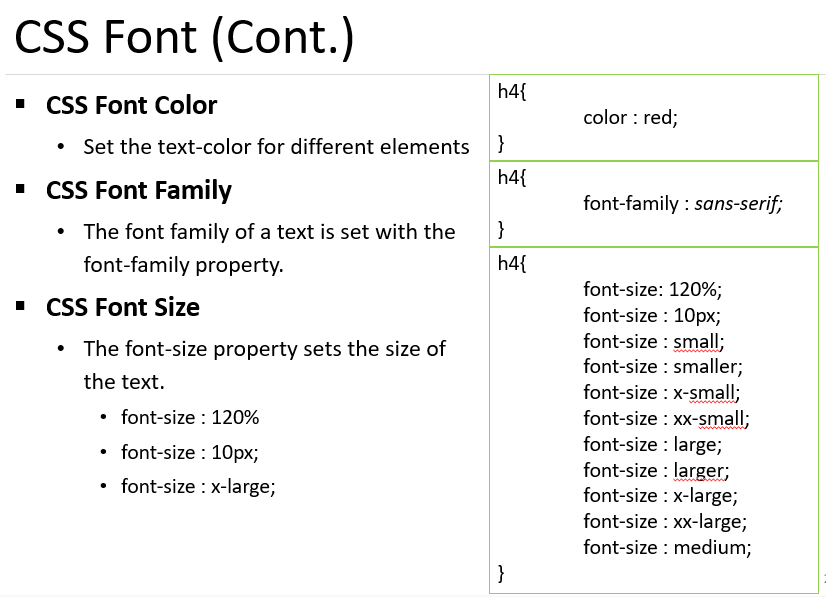 CSS Font (Cont.)
▪ CSS Font Color
• Set the text-color for different elements
▪ CSS Font Family
• The font family of a text is set with the
font-family property.
▪ CSS Font Size
• The font-size property sets the size of
the text.
• font-size : 120%
• font-size : 10px;
• font-size : x-large;
h4{
color : red;
}
h4{
font-family : sans-serif;
}
h4{
font-size: 120%;
font-size : 10px;
font-size : small;
font-size : smaller;
font-size : x-small;
font-size : xx-small;
font-size : large;
font-size : larger;
font-size : x-large;
font-size : xx-large;
font-size : medium;
}